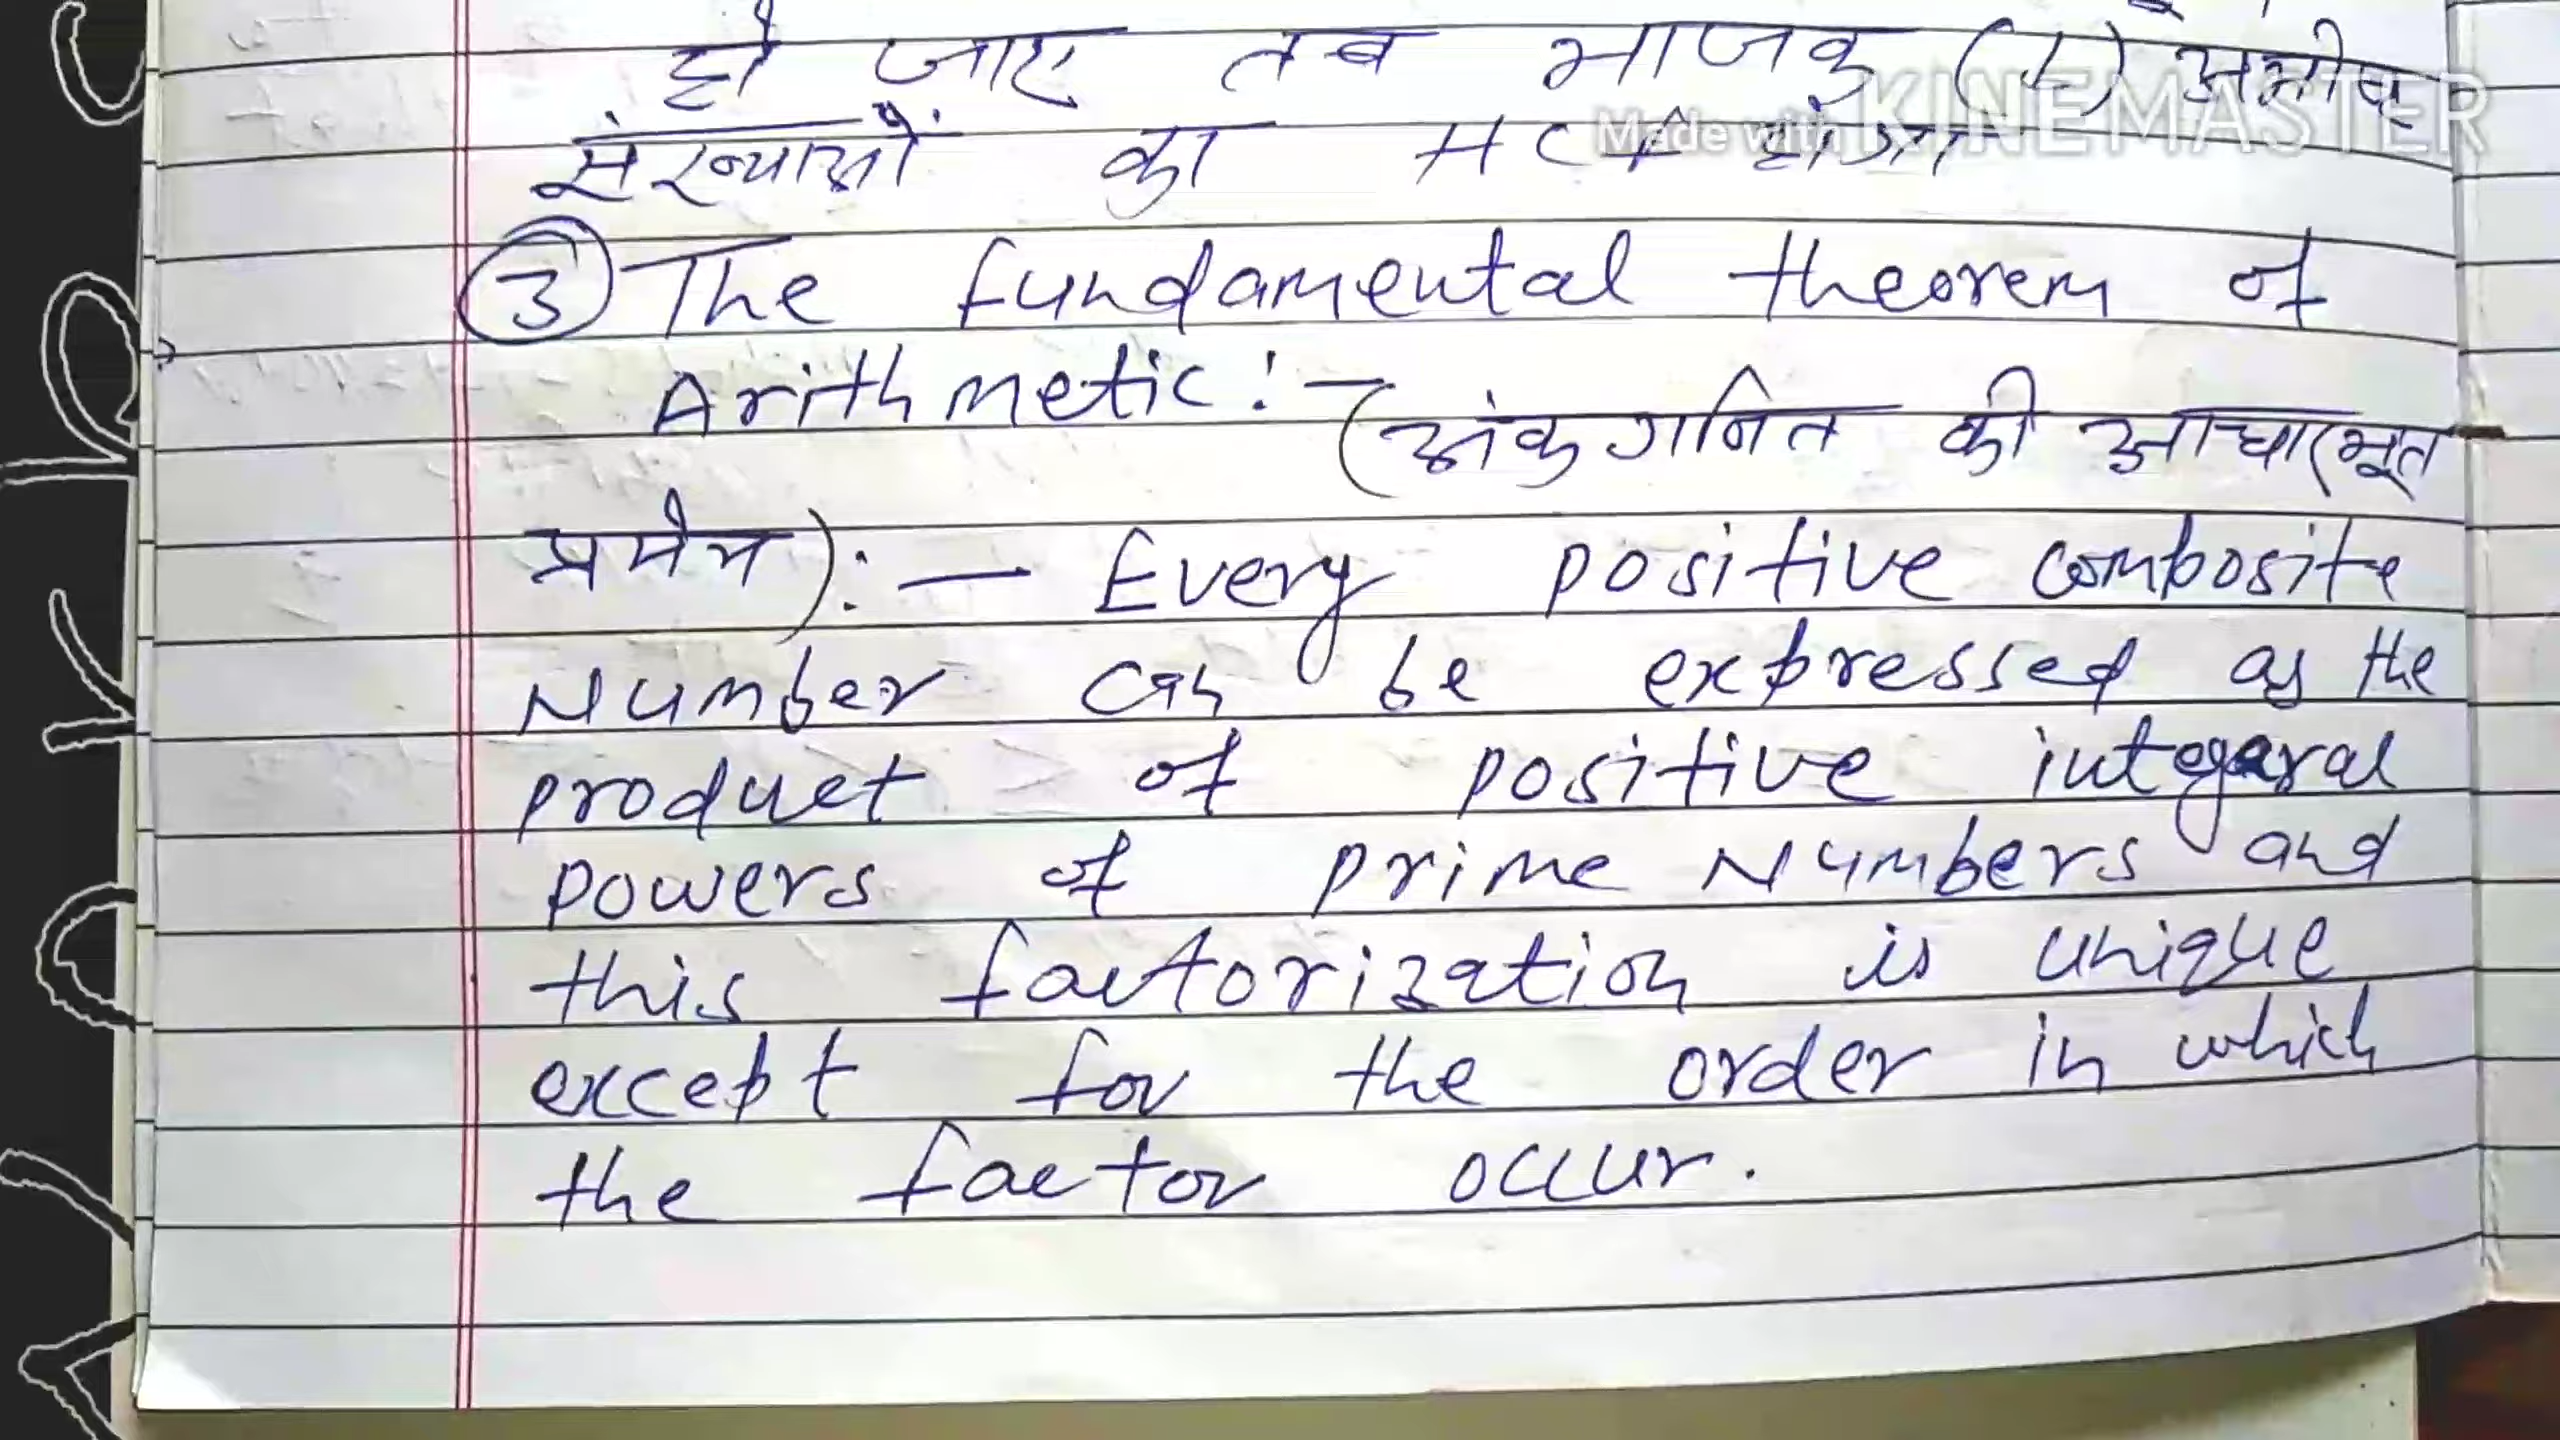 हो जाए तब भाजक (1) अभीष्ट
Made with KINEMASTER
संख्याओं का HCF होगा
③ The fundamental theorem of
Arithmetic :-
(अंकगनित की आधारभूत
प्रमेय) :- Every positive composite
Number can be expressed as the
product of positive integral
powers of prime Numbers and
this factorization is unique
except for the order in which
the factor occur.